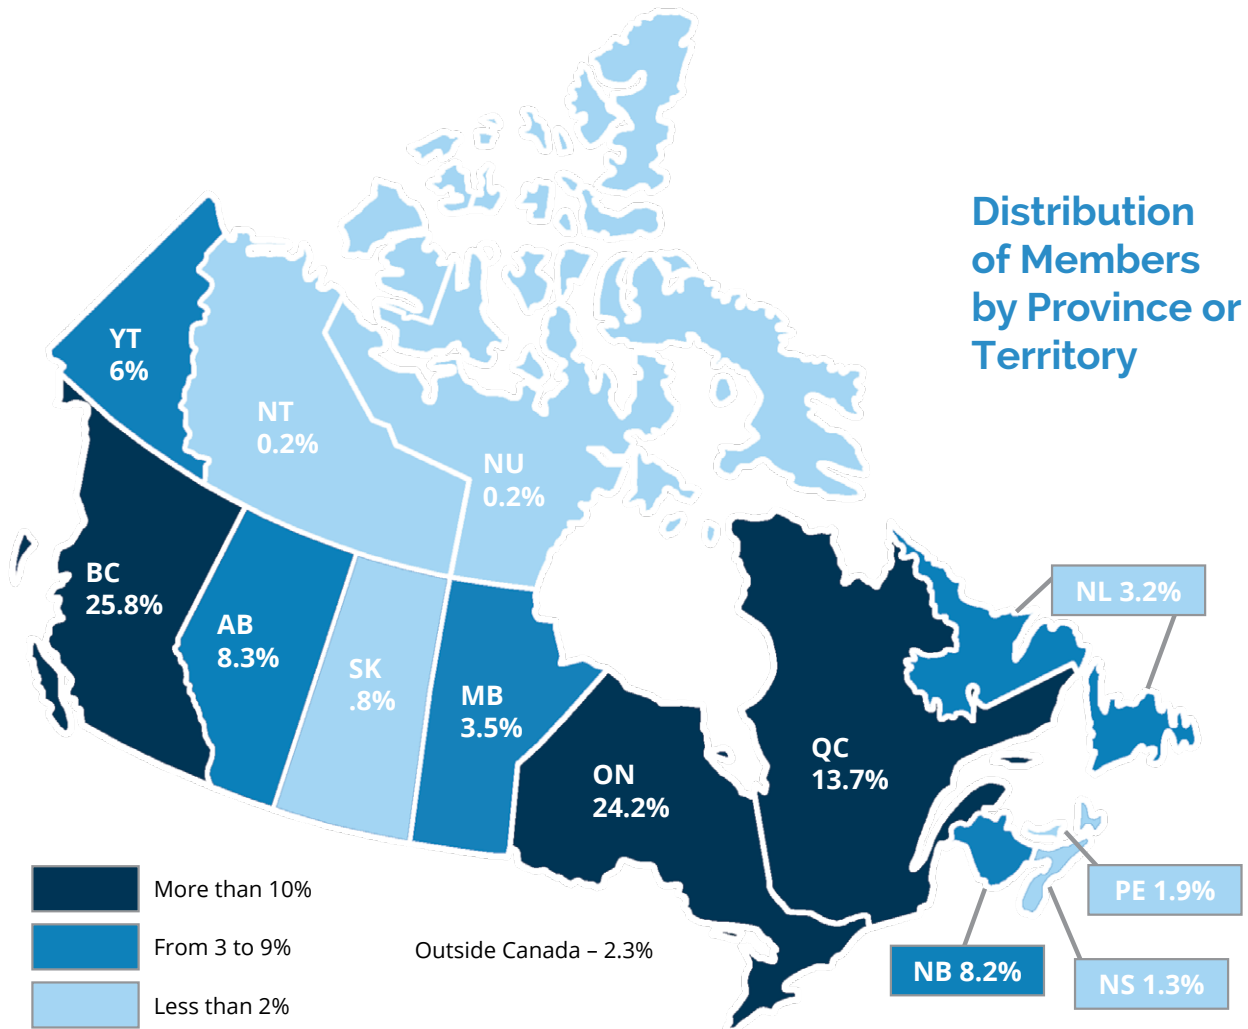 Distribution
of Members
by Province or
Territory
YT
6%
NT
0.2%
NU
0.2%
BC
25.8%
AB
8.3%
SK
.8%
MB
3.5%
ON
24.2%
QC
13.7%
NL 3.2%
PE 1.9%
NB 8.2%
NS 1.3%
More than 10%
From 3 to 9%
Less than 2%
Outside Canada – 2.3%